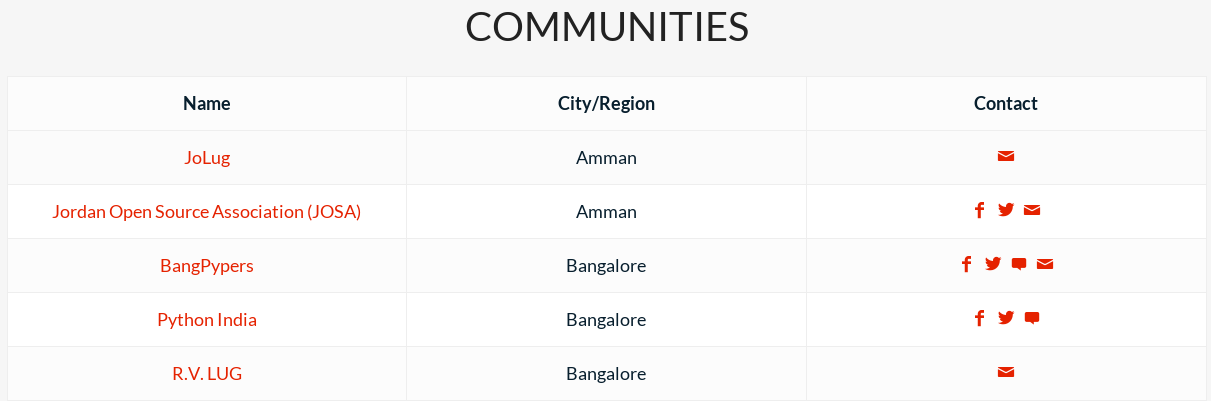 COMMUNITIES
Name City/Region Contact
JoLug Amman
Jordan Open Source Association (JOSA) Amman
BangPypers Bangalore
Python India Bangalore
R.V. LUG Bangalore